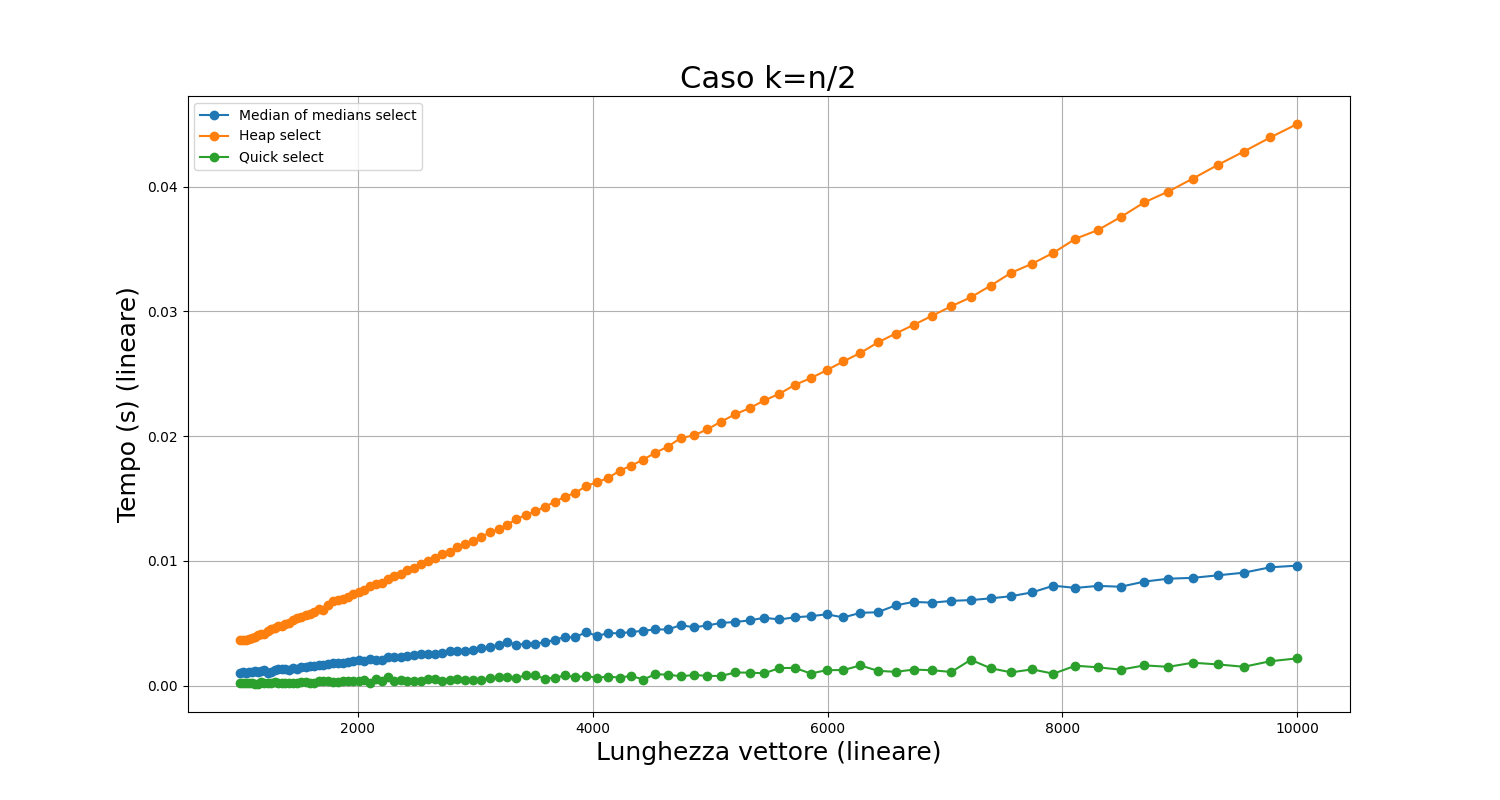 Caso k=n/2
Median of medians select
Heap select
Quick select
0.04
0.03
0.02
0.01
0.00
Tempo (s) (lineare)
2000
4000
6000
8000
10000
Lunghezza vettore (lineare)